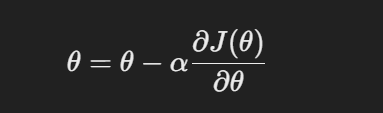 θ = θ − α ∂J(θ)/∂θ